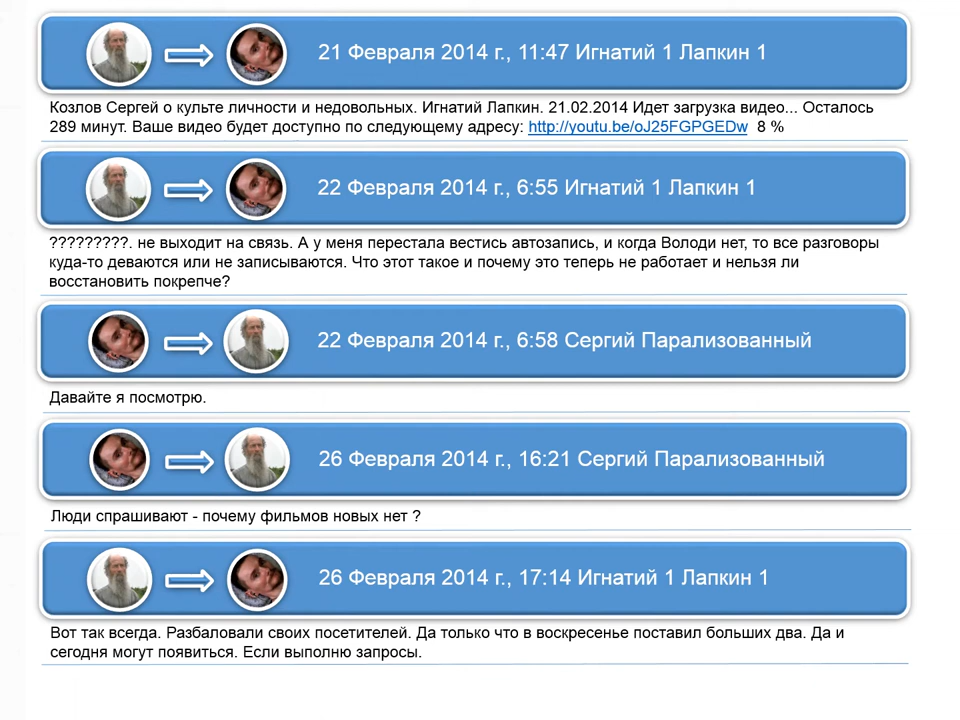 21 Февраля 2014 г., 11:47 Игнатий 1 Лапкин 1
Козлов Сергей о культе личности и недовольных. Игнатий Лапкин. 21.02.2014 Идет загрузка видео... Осталось
289 минут. Ваше видео будет доступно по следующему адресу: http://youtu.be/oJ25FGPGEDw 8 %
22 Февраля 2014 г., 6:55 Игнатий 1 Лапкин 1
?????????. не выходит на связь. А у меня перестала вестись автозапись, и когда Володи нет, то все разговоры
куда-то деваются или не записываются. Что этот такое и почему это теперь не работает и нельзя ли
восстановить покрепче?
22 Февраля 2014 г., 6:58 Сергий Парализованный
Давайте я посмотрю.
26 Февраля 2014 г., 16:21 Сергий Парализованный
Люди спрашивают - почему фильмов новых нет ?
26 Февраля 2014 г., 17:14 Игнатий 1 Лапкин 1
Вот так всегда. Разбаловали своих посетителей. Да только что в воскресенье поставил больших два. Да и
сегодня могут появиться. Если выполню запросы.